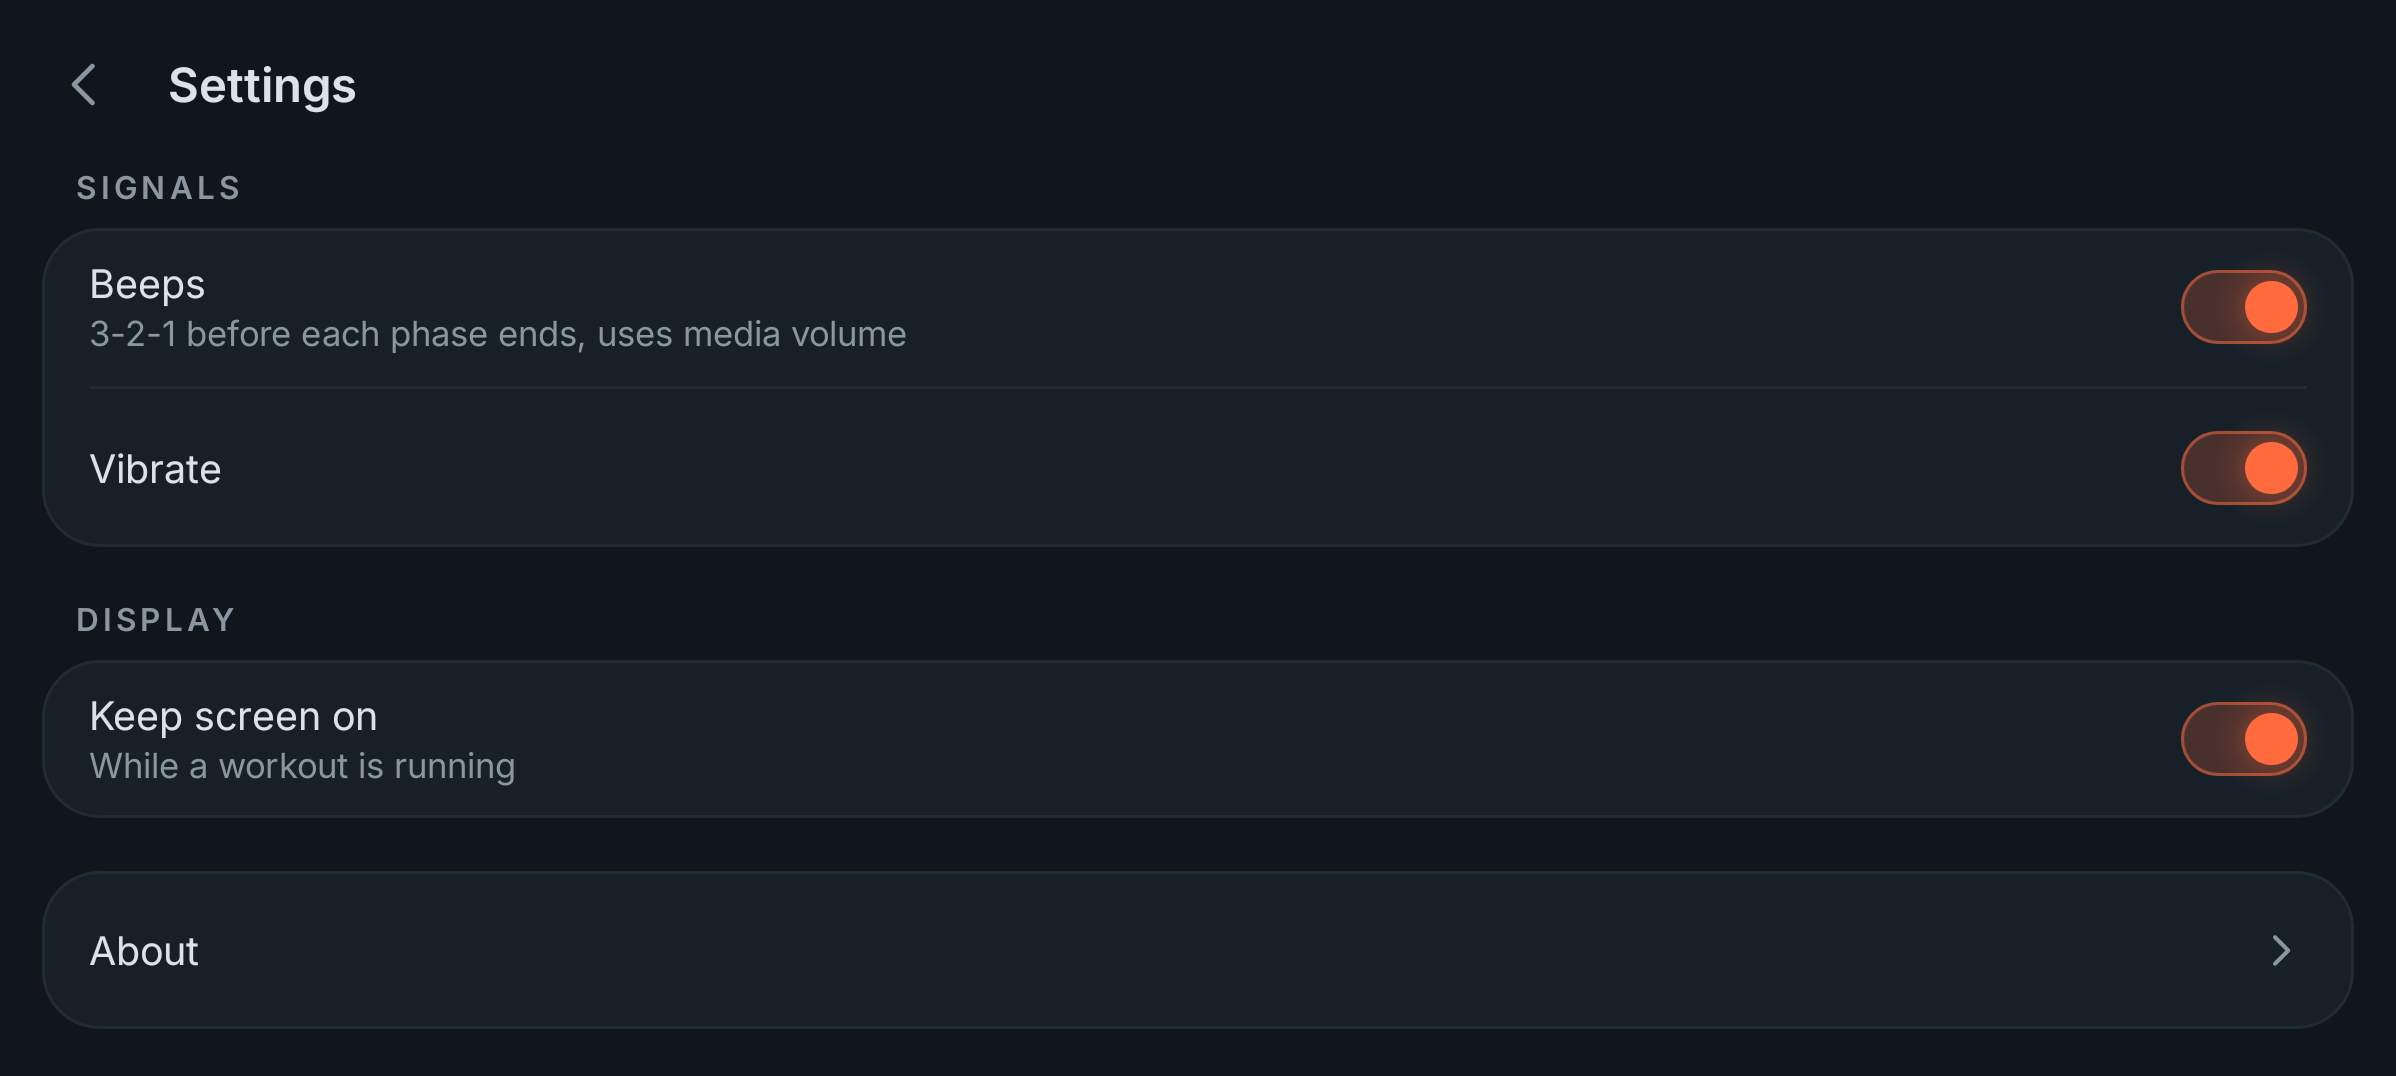 Settings
SIGNALS
Beeps
3-2-1 before each phase ends, uses media volume
Vibrate
DISPLAY
Keep screen on
While a workout is running
About